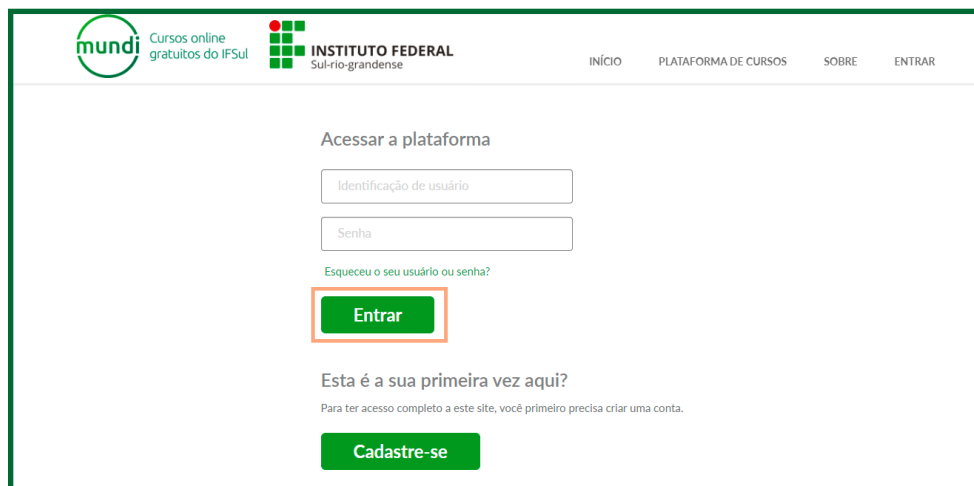 mundi
Cursos online
gratuitos do IFSul
INSTITUTO FEDERAL
Sul-rio-grandense
INÍCIO PLATAFORMA DE CURSOS SOBRE ENTRAR
Acessar a plataforma
Identificação de usuário
Senha
Esqueceu o seu usuário ou senha?
Entrar
Esta é a sua primeira vez aqui?
Para ter acesso completo a este site, você primeiro precisa criar uma conta.
Cadastre-se